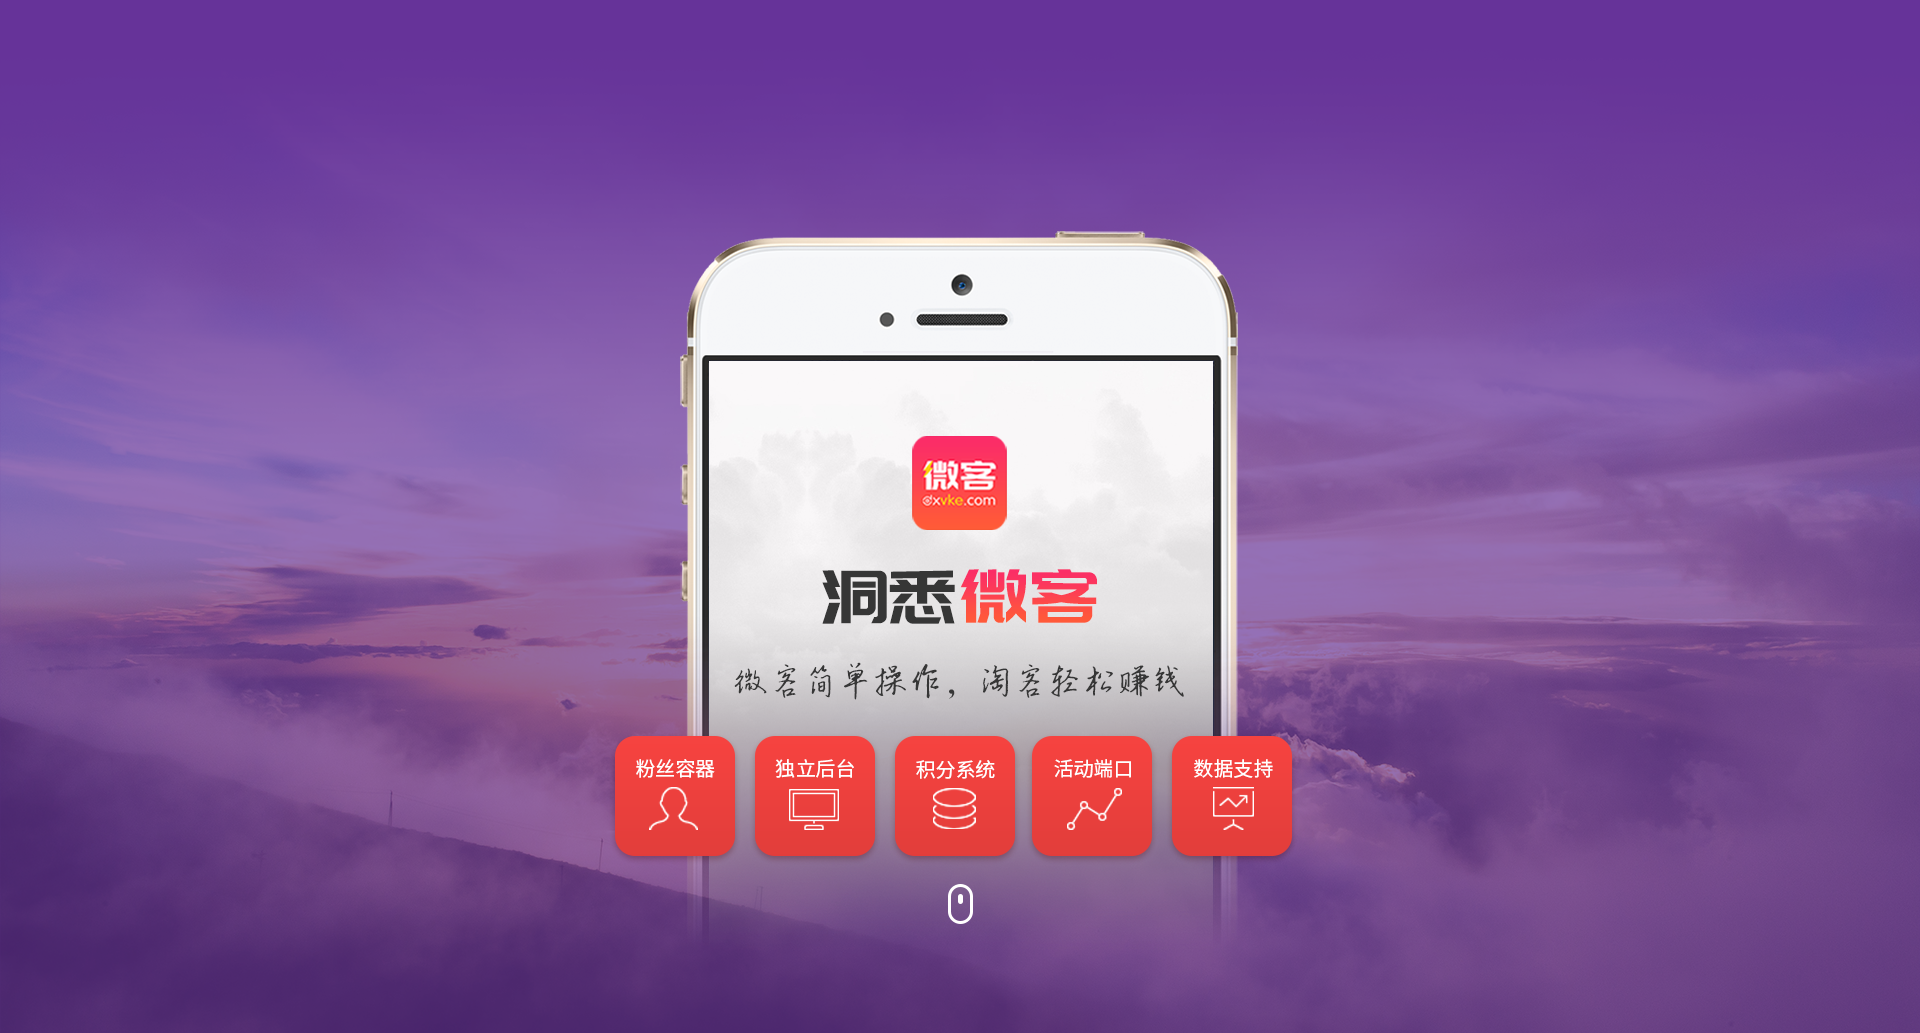 微客
dxvke.com
洞悉微客
微客简单操作，淘客轻松赚钱
粉丝容器
独立后台
积分系统
活动端口
数据支持